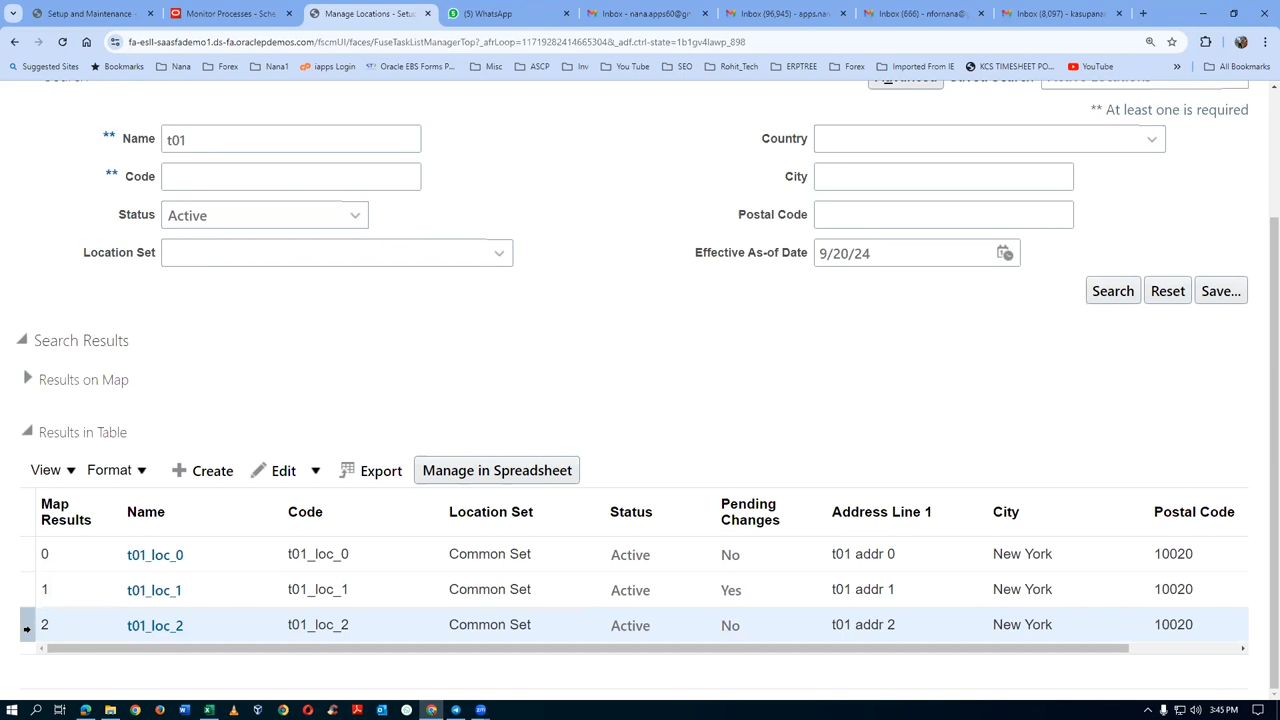 Setup and Maintenance -
Monitor Processes - Sche
Manage Locations - Setu
(5) WhatsApp
Inbox - nana.apps60@g
Inbox (96,945) - apps.nan
Inbox (666) - nfornana@g
Inbox (8,097) - kasupana
fa-esll-saasfademo1.ds-fa.oraclepdemos.com/fscmUI/faces/FuseTaskListManagerTop?_afrLoop=117192824146653048&_adf.ctrl-state=1b1gv4lawp_898
Suggested Sites
Bookmarks
Nana
Forex
Nana1
iapps Login
Oracle EBS Forms P...
Misc
ASCP
Inv
You Tube
SEO
Rohit_Tech
ERPTREE
Forex
Imported From IE
KCS TIMESHEET PO...
YouTube
All Bookmarks
** At least one is required
** Name t01
Country
** Code
City
Status Active
Postal Code
Location Set
Effective As-of Date 9/20/24
Search Reset Save...
Search Results
Results on Map
Results in Table
View Format Create Edit Export Manage in Spreadsheet
Map Results Name Code Location Set Status Pending Changes Address Line 1 City Postal Code
0 t01_loc_0 t01_loc_0 Common Set Active No t01 addr 0 New York 10020
1 t01_loc_1 t01_loc_1 Common Set Active Yes t01 addr 1 New York 10020
2 t01_loc_2 t01_loc_2 Common Set Active No t01 addr 2 New York 10020
3:45 PM